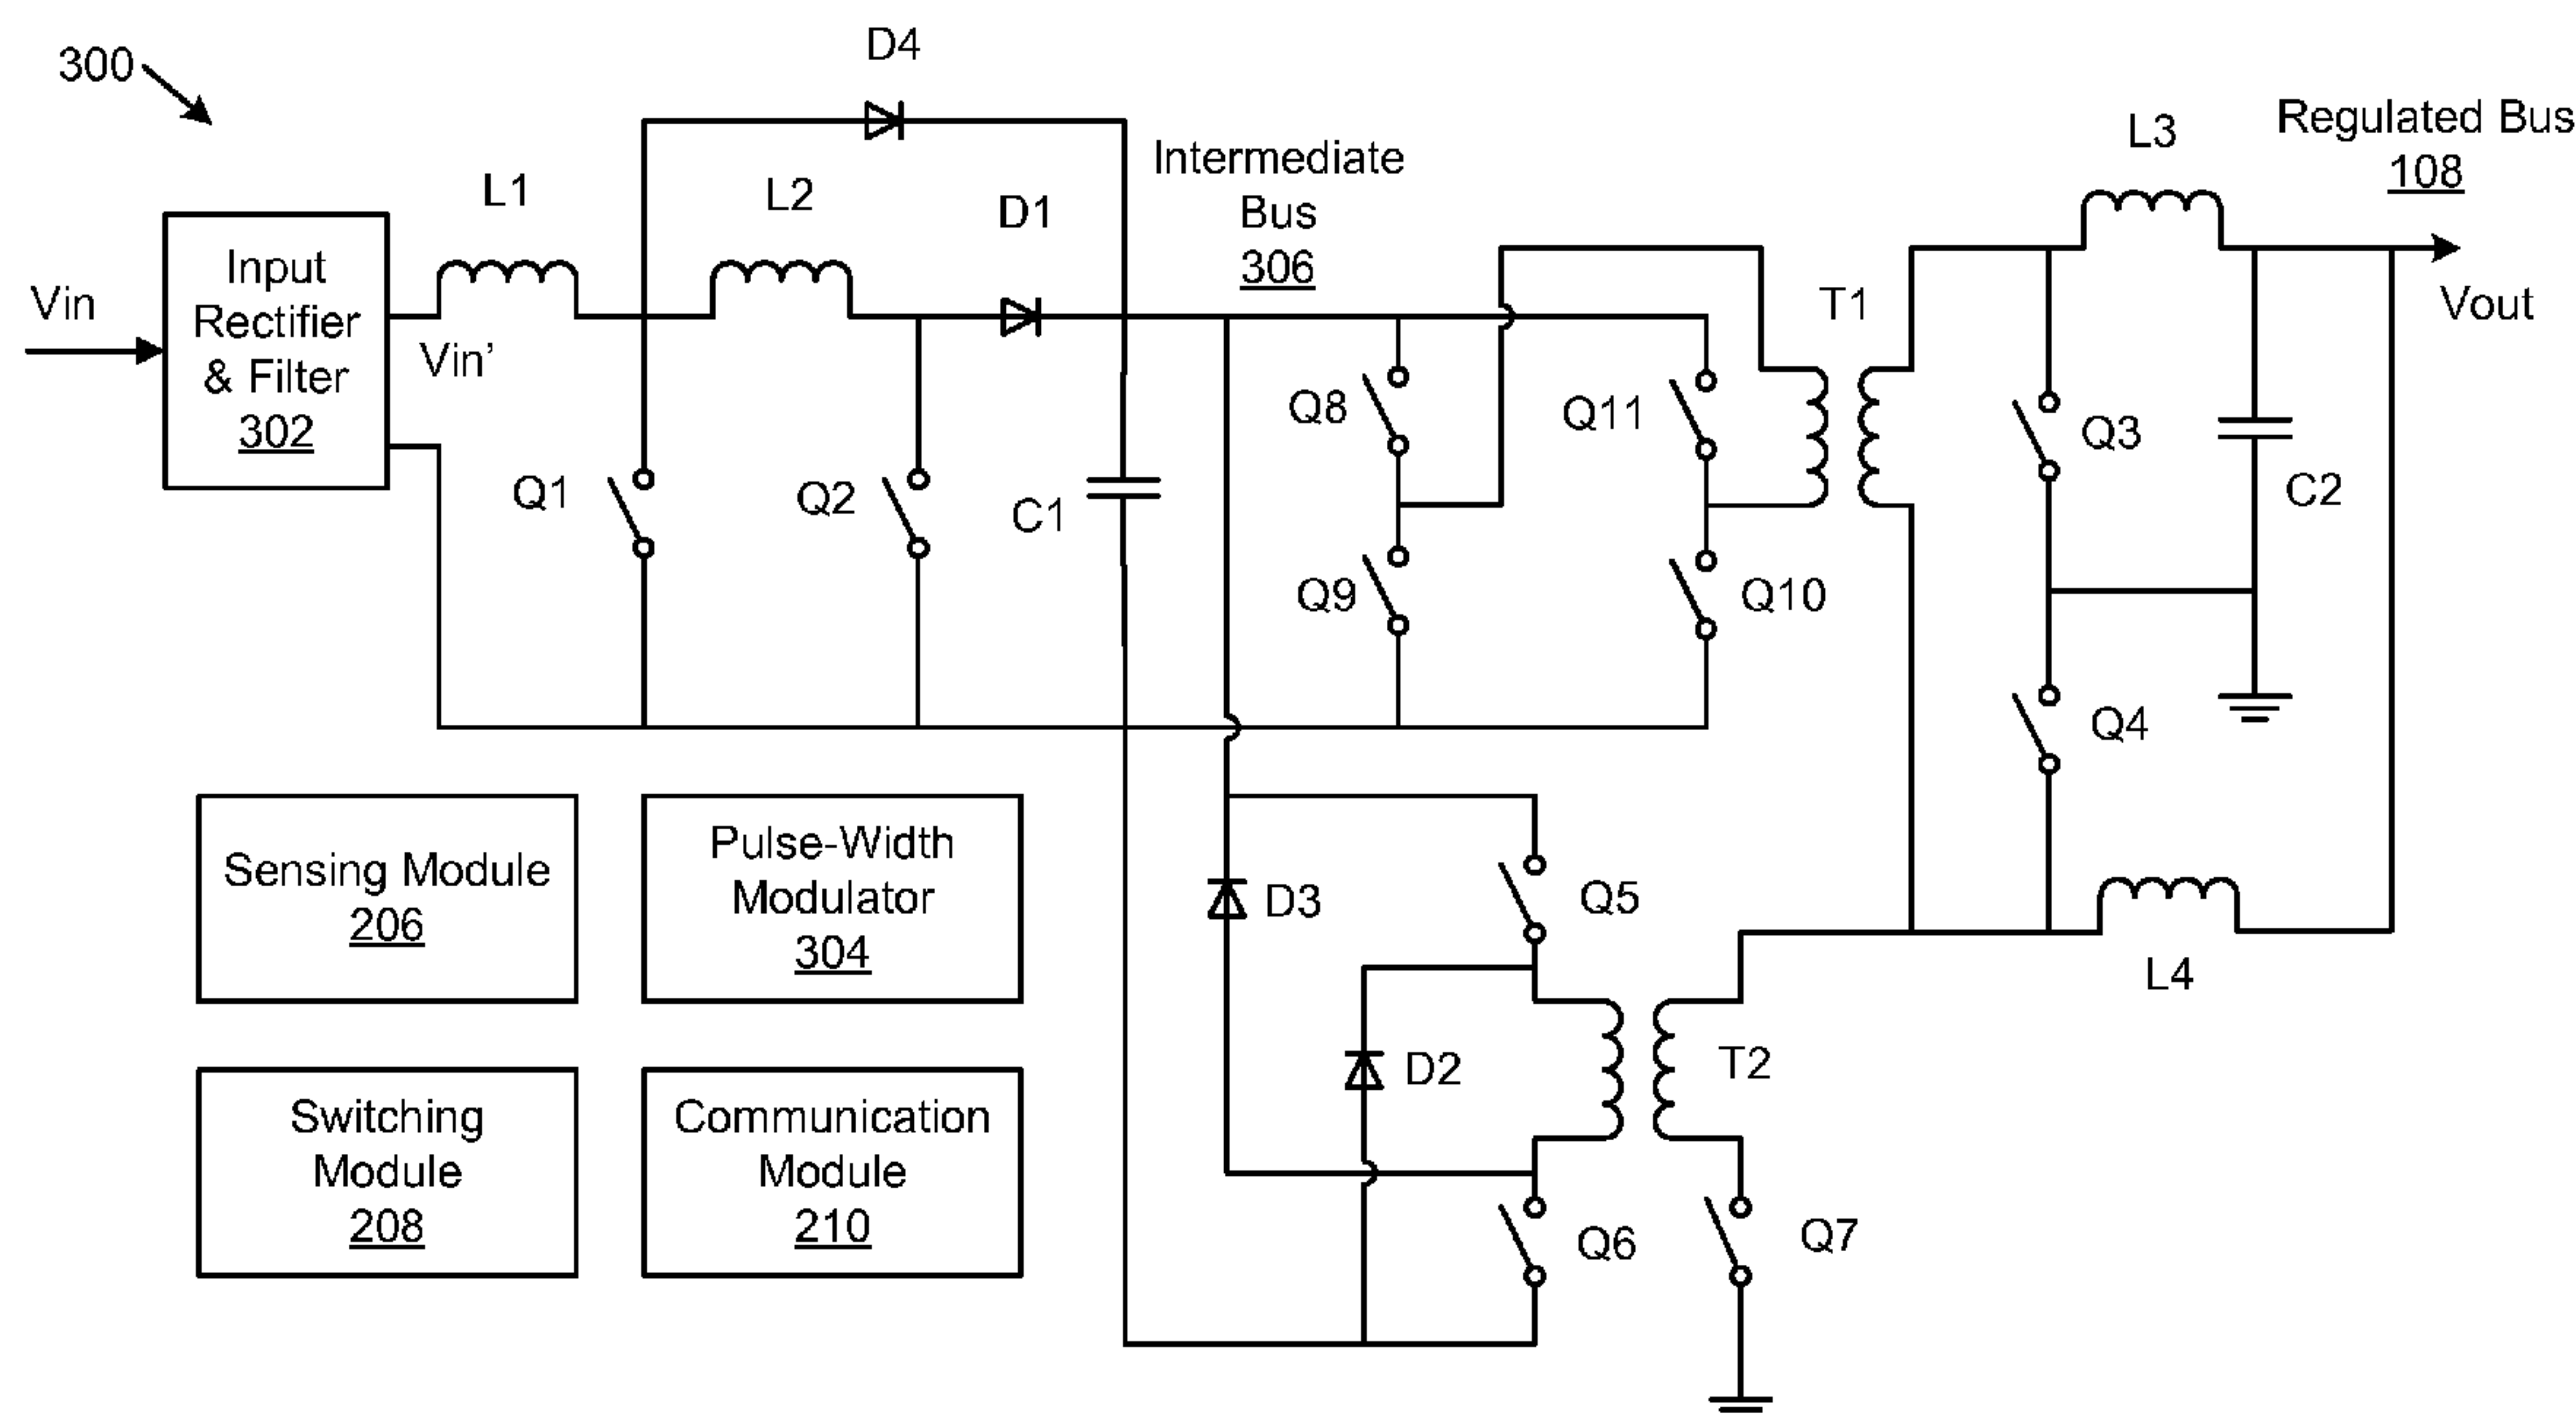 300
D4
Regulated Bus
108
L3
Intermediate
Bus
306
L1
L2
D1
Input
Rectifier
& Filter
302
Vin
Vin’
T1
Vout
Q8
Q11
Q3
Q1
Q2
C1
C2
Q9
Q10
Q4
Sensing Module
206
Pulse-Width
Modulator
304
D3
Q5
L4
D2
T2
Switching
Module
208
Communication
Module
210
Q6
Q7